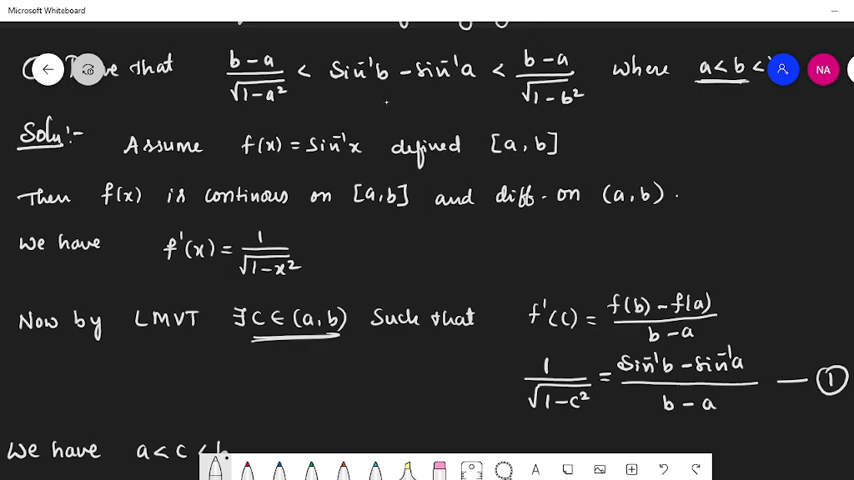 Microsoft Whiteboard
that b-a/√1-a² < Sin⁻¹b - Sin⁻¹a < b-a/√1-b² where a<b<
NA
Solu:-
Assume f(x) = Sin⁻¹x defined [a, b]
Then f(x) is continous on [a,b] and diff. on (a,b).
We have f'(x) = 1/√1-x²
Now by LMVT ∃ C ∈ (a, b) Such that f'(C) = f(b) - f(a)/b-a
1/√1-c² = Sin⁻¹b - Sin⁻¹a/b-a — ①
We have a<c<b
A